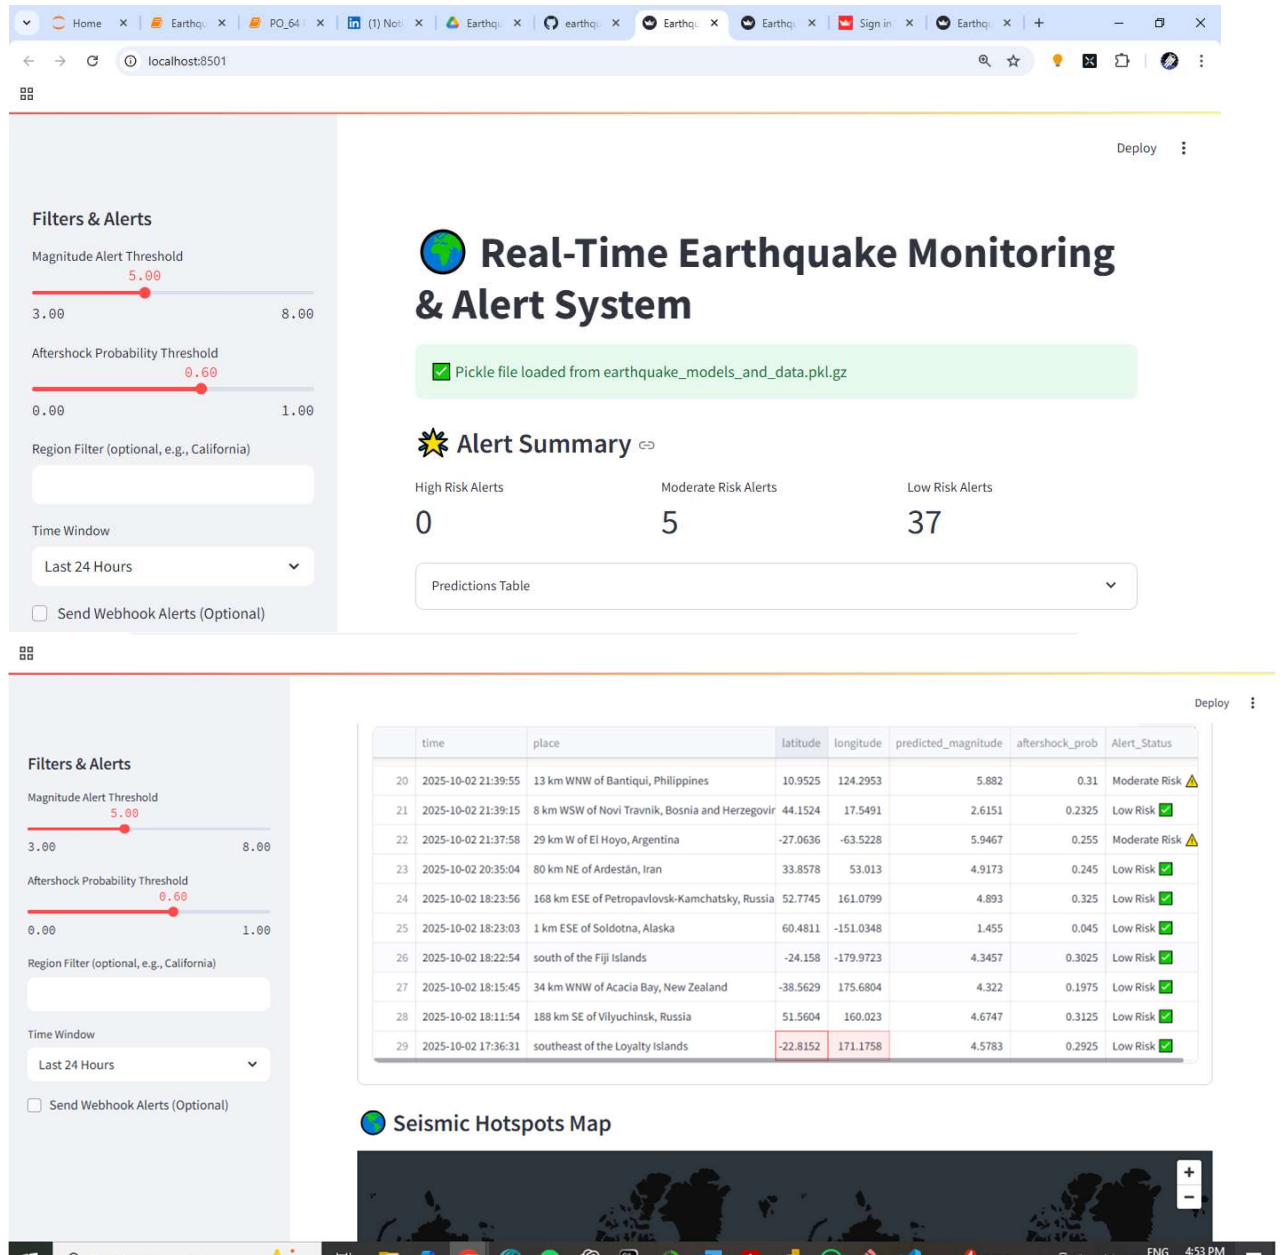 Home
Earthqu
PO_64
(1) Not
Earthqu
earthqu
Earthqu
Earthqu
Sign in
Earthqu
localhost:8501
Deploy
Filters & Alerts
Magnitude Alert Threshold
5.00
3.00 8.00
Aftershock Probability Threshold
0.60
0.00 1.00
Region Filter (optional, e.g., California)
Time Window
Last 24 Hours
Send Webhook Alerts (Optional)
Real-Time Earthquake Monitoring
& Alert System
Pickle file loaded from earthquake_models_and_data.pkl.gz
Alert Summary
High Risk Alerts Moderate Risk Alerts Low Risk Alerts
0 5 37
Predictions Table
Deploy
Filters & Alerts
Magnitude Alert Threshold
5.00
3.00 8.00
Aftershock Probability Threshold
0.60
0.00 1.00
Region Filter (optional, e.g., California)
Time Window
Last 24 Hours
Send Webhook Alerts (Optional)
time place latitude longitude predicted_magnitude aftershock_prob Alert_Status
20 2025-10-02 21:39:55 13 km WNW of Bantiqui, Philippines 10.9525 124.2953 5.882 0.31 Moderate Risk
21 2025-10-02 21:39:15 8 km WSW of Novi Travnik, Bosnia and Herzegovir 44.1524 17.5491 2.6151 0.2325 Low Risk
22 2025-10-02 21:37:58 29 km W of El Hoyo, Argentina -27.0636 -63.5228 5.9467 0.255 Moderate Risk
23 2025-10-02 20:35:04 80 km NE of Ardestān, Iran 33.8578 53.013 4.9173 0.245 Low Risk
24 2025-10-02 18:23:56 168 km ESE of Petropavlovsk-Kamchatsky, Russia 52.7745 161.0799 4.893 0.325 Low Risk
25 2025-10-02 18:23:03 1 km ESE of Soldotna, Alaska 60.4811 -151.0348 1.455 0.045 Low Risk
26 2025-10-02 18:22:54 south of the Fiji Islands -24.158 -179.9723 4.3457 0.3025 Low Risk
27 2025-10-02 18:15:45 34 km WNW of Acacia Bay, New Zealand -38.5629 175.6804 4.322 0.1975 Low Risk
28 2025-10-02 18:11:54 188 km SE of Vilyuchinsk, Russia 51.5604 160.023 4.6747 0.3125 Low Risk
29 2025-10-02 17:36:31 southeast of the Loyalty Islands -22.8152 171.1758 4.5783 0.2925 Low Risk
Seismic Hotspots Map
+
−
ENG 4:53 PM